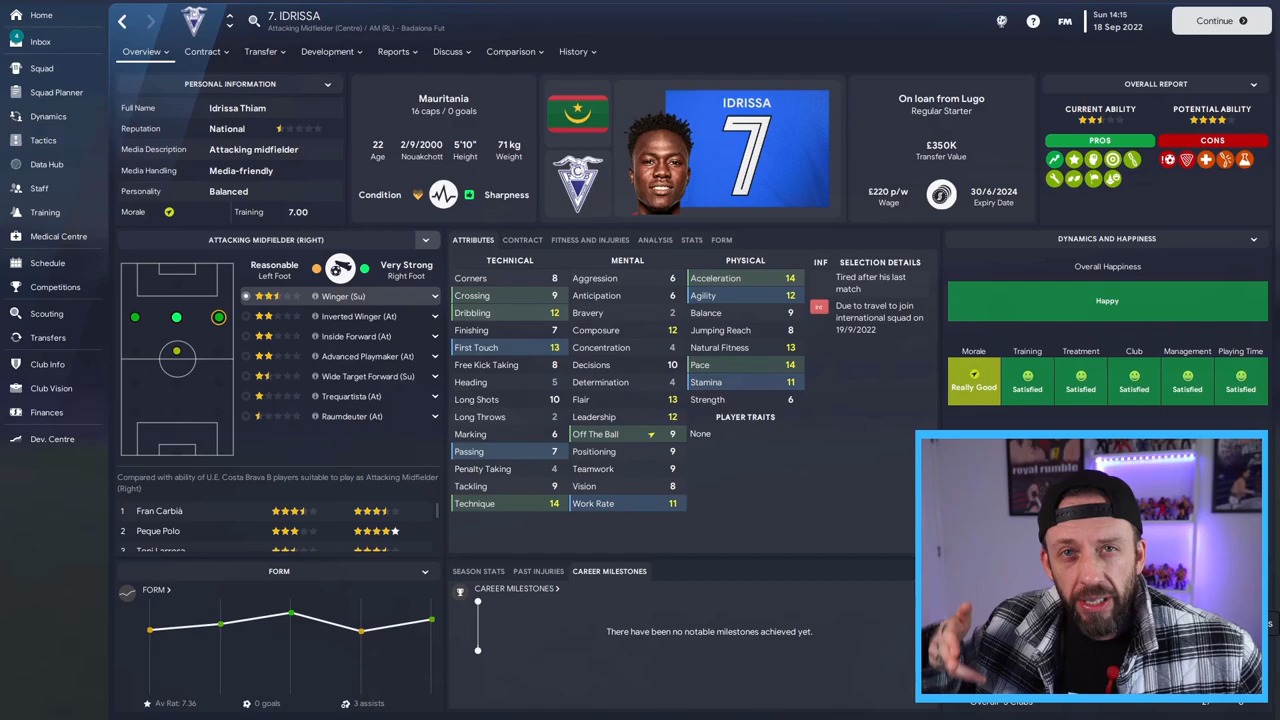 Home
4
Inbox
Squad
Squad Planner
Dynamics
Tactics
Data Hub
Staff
Training
Medical Centre
Schedule
Competitions
Scouting
Transfers
Club Info
Club Vision
Finances
Dev. Centre
7. IDRISSA
Attacking Midfielder (Centre) / AM (RL) - Badalona Fut
FM
Sun 14:15
18 Sep 2022
Continue
Overview
Contract
Transfer
Development
Reports
Discuss
Comparison
History
PERSONAL INFORMATION
Full Name Idrissa Thiam
Reputation National
Media Description Attacking midfielder
Media Handling Media-friendly
Personality Balanced
Morale
Training 7.00
Mauritania
16 caps / 0 goals
22 2/9/2000 5'10" 71 kg
Age Nouakchott Height Weight
Condition
Sharpness
IDRISSA
7
On loan from Lugo
Regular Starter
£350K
Transfer Value
£220 p/w
Wage
30/6/2024
Expiry Date
OVERALL REPORT
CURRENT ABILITY
POTENTIAL ABILITY
PROS
CONS
ATTACKING MIDFIELDER (RIGHT)
Reasonable
Left Foot
Very Strong
Right Foot
Winger (Su)
Inverted Winger (At)
Inside Forward (At)
Advanced Playmaker (At)
Wide Target Forward (Su)
Trequartista (At)
Raumdeuter (At)
Compared with ability of U.E. Costa Brava B players suitable to play as Attacking Midfielder
(Right)
1 Fran Carbià
2 Peque Polo
3 Toni Larrosa
FORM
FORM
Av Rat: 7.36
0 goals
3 assists
ATTRIBUTES
CONTRACT
FITNESS AND INJURIES
ANALYSIS
STATS
FORM
TECHNICAL
Corners 8
Crossing 9
Dribbling 12
Finishing 7
First Touch 13
Free Kick Taking 8
Heading 5
Long Shots 10
Long Throws 2
Marking 6
Passing 7
Penalty Taking 4
Tackling 9
Technique 14
MENTAL
Aggression 6
Anticipation 6
Bravery 2
Composure 12
Concentration 4
Decisions 10
Determination 4
Flair 13
Leadership 12
Off The Ball 9
Positioning 9
Teamwork 9
Vision 8
Work Rate 11
PHYSICAL
Acceleration 14
Agility 12
Balance 9
Jumping Reach 8
Natural Fitness 13
Pace 14
Stamina 11
Strength 6
PLAYER TRAITS
None
INF
SELECTION DETAILS
Tired after his last
match
Int
Due to travel to join
international squad on
19/9/2022
SEASON STATS
PAST INJURIES
CAREER MILESTONES
CAREER MILESTONES
There have been no notable milestones achieved yet.
DYNAMICS AND HAPPINESS
Overall Happiness
Happy
Morale Training Treatment Club Management Playing Time
Really Good Satisfied Satisfied Satisfied Satisfied Satisfied
royal rumble